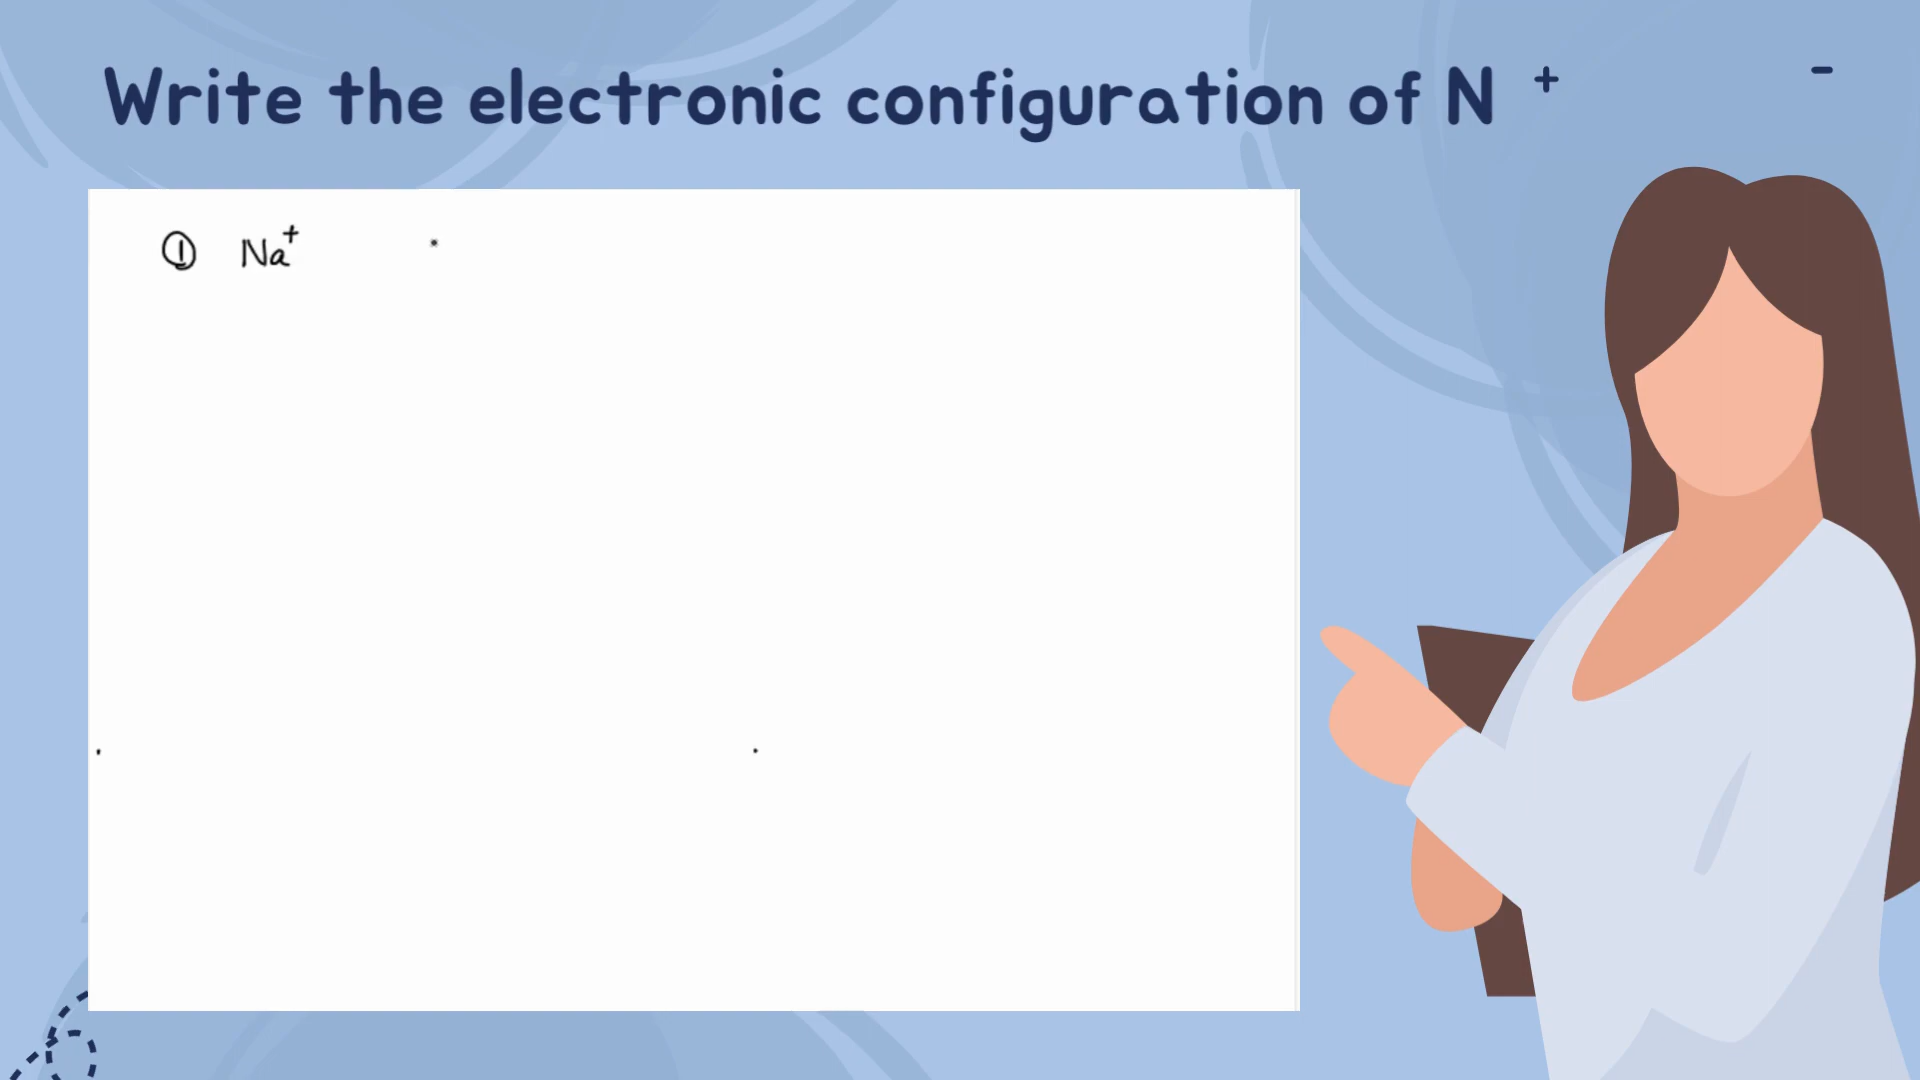 Write the electronic configuration of N + -
① Na⁺